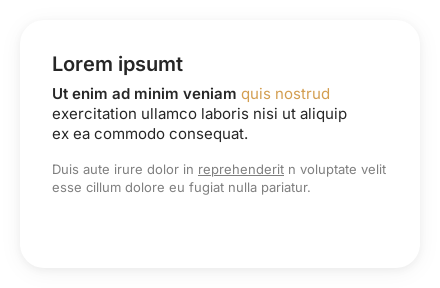 Lorem ipsumt
Ut enim ad minim veniam quis nostrud
exercitation ullamco laboris nisi ut aliquip
ex ea commodo consequat.
Duis aute irure dolor in reprehenderit n voluptate velit
esse cillum dolore eu fugiat nulla pariatur.